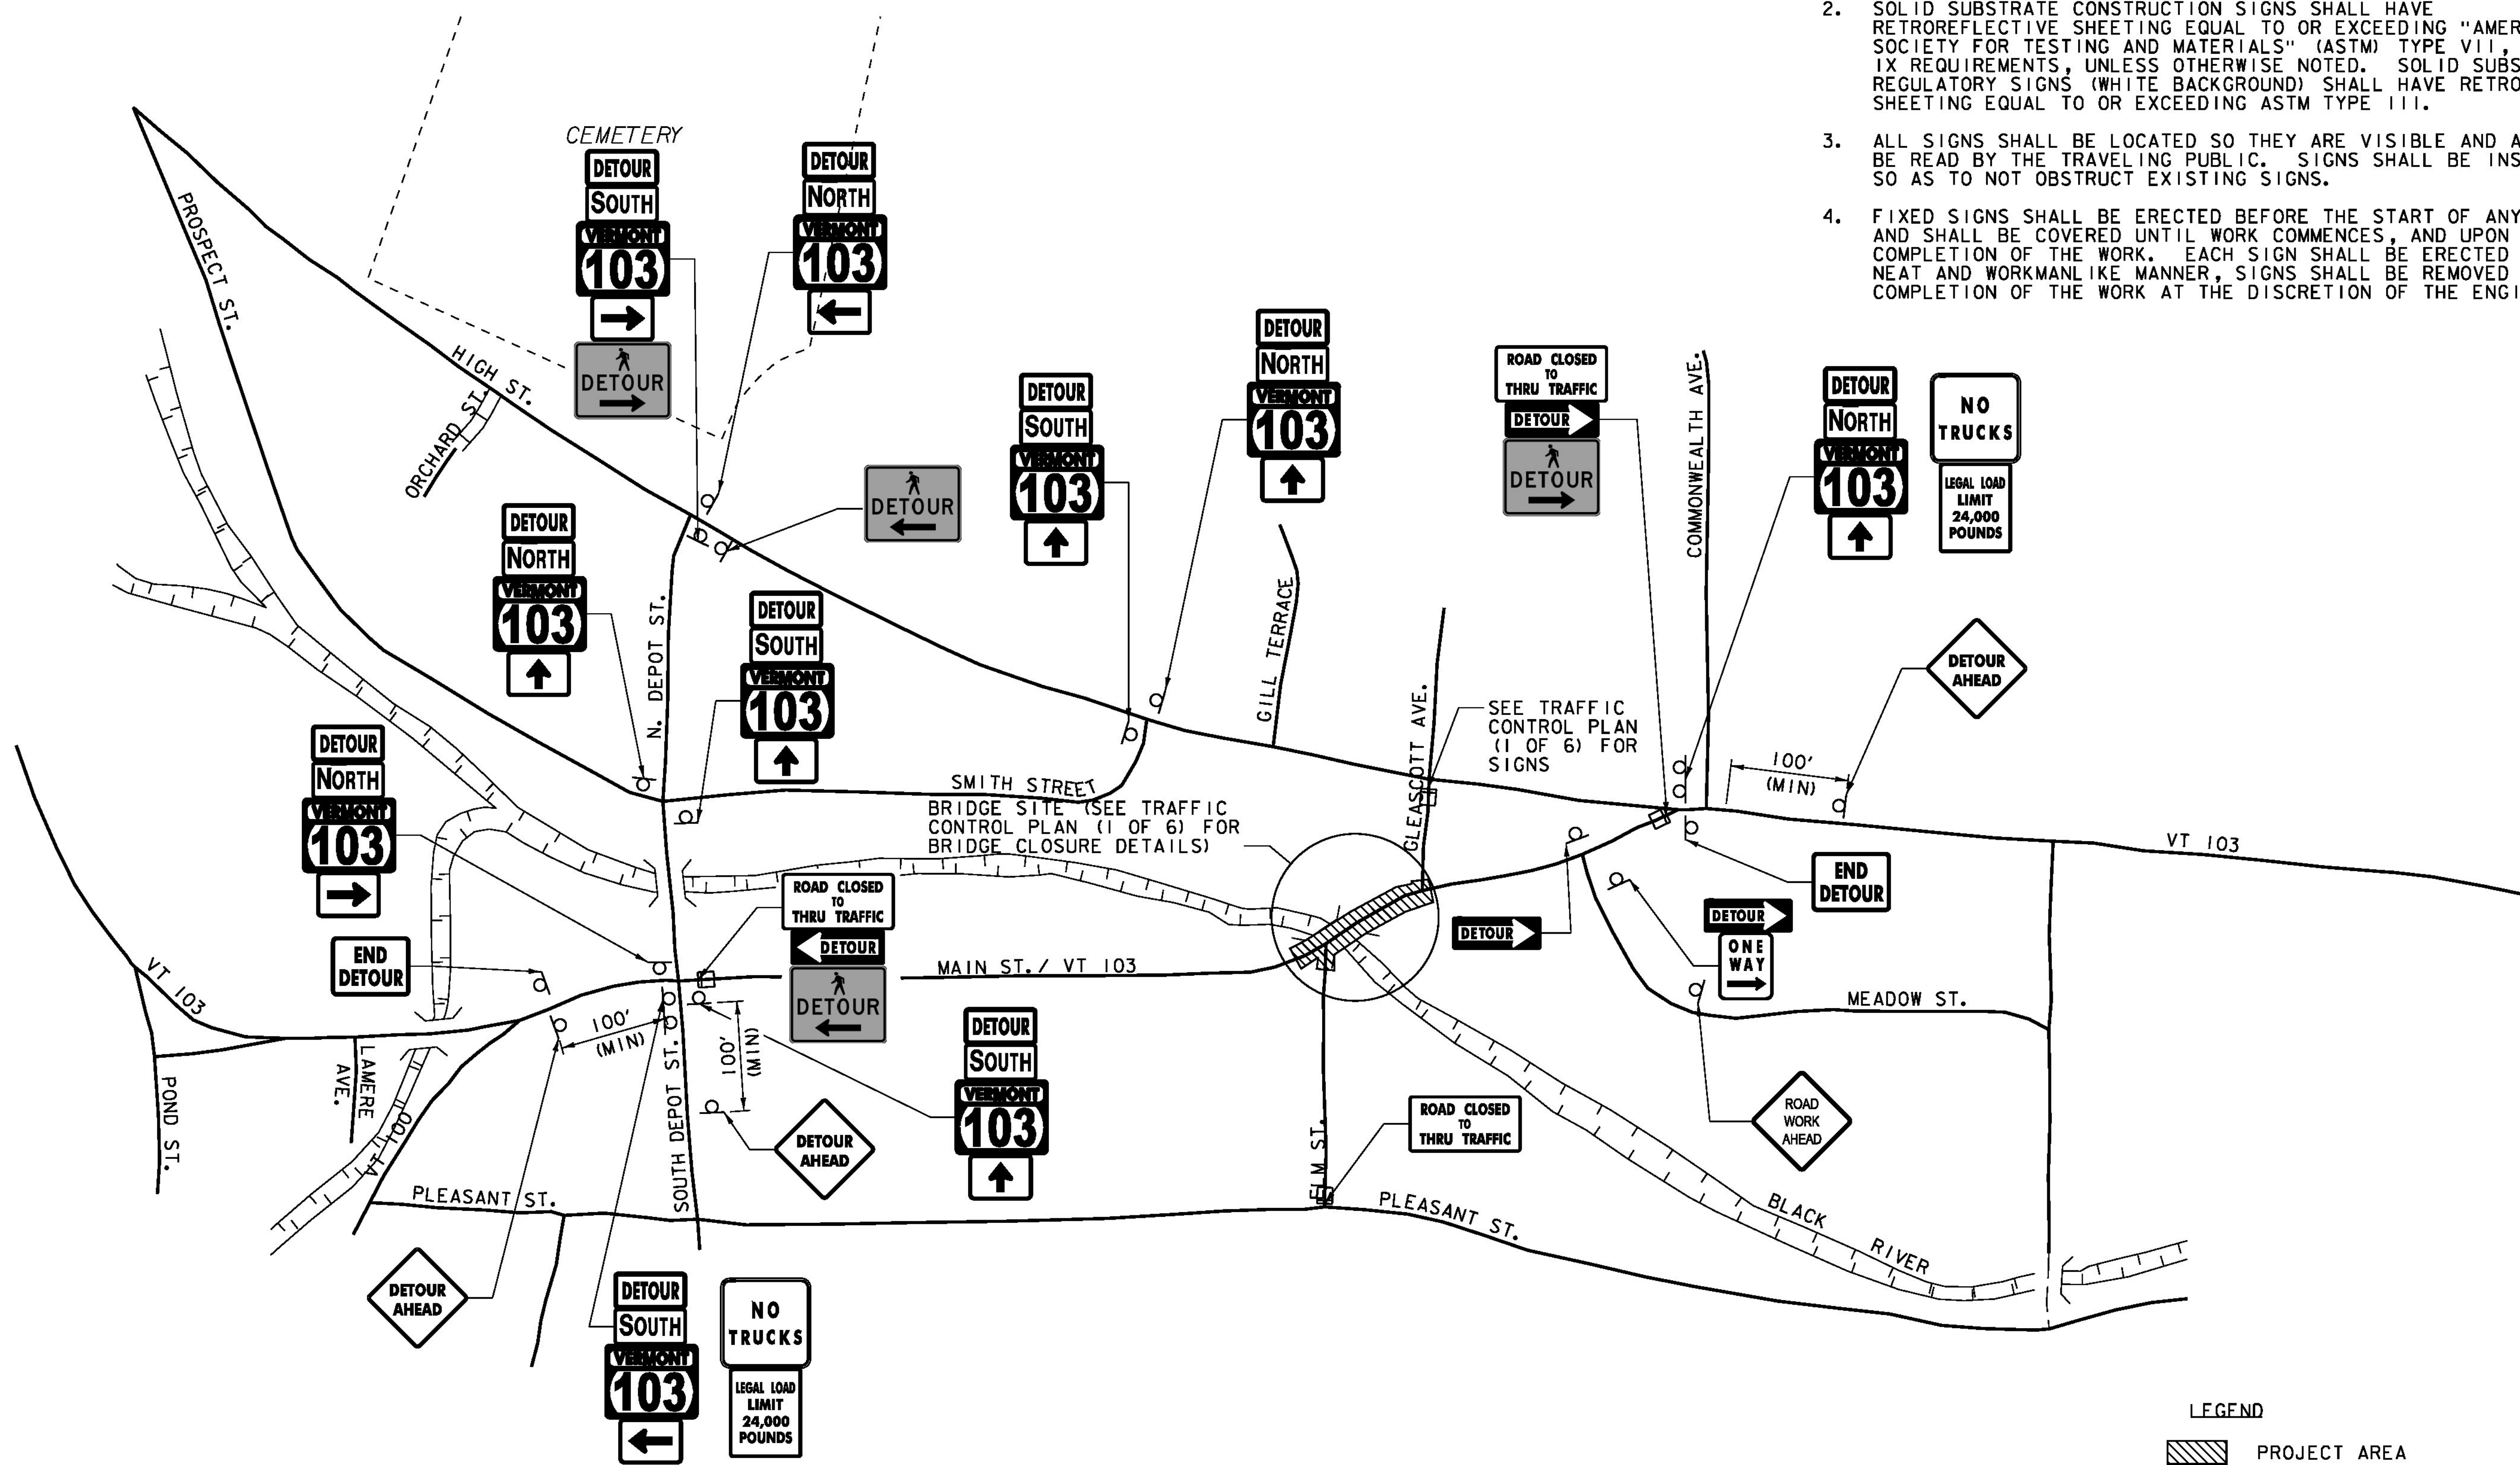 2. SOLID SUBSTRATE CONSTRUCTION SIGNS SHALL HAVE
RETROREFLECTIVE SHEETING EQUAL TO OR EXCEEDING "AMER
SOCIETY FOR TESTING AND MATERIALS" (ASTM) TYPE VII,
IX REQUIREMENTS, UNLESS OTHERWISE NOTED. SOLID SUBS
REGULATORY SIGNS (WHITE BACKGROUND) SHALL HAVE RETRO
SHEETING EQUAL TO OR EXCEEDING ASTM TYPE III.
3. ALL SIGNS SHALL BE LOCATED SO THEY ARE VISIBLE AND A
BE READ BY THE TRAVELING PUBLIC. SIGNS SHALL BE INS
SO AS TO NOT OBSTRUCT EXISTING SIGNS.
4. FIXED SIGNS SHALL BE ERECTED BEFORE THE START OF ANY
AND SHALL BE COVERED UNTIL WORK COMMENCES, AND UPON
COMPLETION OF THE WORK. EACH SIGN SHALL BE ERECTED
NEAT AND WORKMANLIKE MANNER, SIGNS SHALL BE REMOVED
COMPLETION OF THE WORK AT THE DISCRETION OF THE ENGI
CEMETERY
DETOUR
SOUTH
VERMONT
103
DETOUR
DETOUR
NORTH
VERMONT
103
PROSPECT ST.
HIGH ST.
ORCHARD ST.
DETOUR
DETOUR
SOUTH
VERMONT
103
DETOUR
NORTH
VERMONT
103
ROAD CLOSED
TO
THRU TRAFFIC
DETOUR
DETOUR
COMMONWEALTH AVE.
DETOUR
NORTH
VERMONT
103
NO
TRUCKS
LEGAL LOAD
LIMIT
24,000
POUNDS
DETOUR
NORTH
VERMONT
103
N. DEPOT ST.
DETOUR
SOUTH
VERMONT
103
GILL TERRACE
GLEASCOTT AVE.
SEE TRAFFIC
CONTROL PLAN
(1 OF 6) FOR
SIGNS
DETOUR
AHEAD
100'
(MIN)
DETOUR
NORTH
VERMONT
103
SMITH STREET
BRIDGE SITE (SEE TRAFFIC
CONTROL PLAN (1 OF 6) FOR
BRIDGE CLOSURE DETAILS)
VT 103
END
DETOUR
ROAD CLOSED
TO
THRU TRAFFIC
DETOUR
DETOUR
MAIN ST./ VT 103
DETOUR
DETOUR
ONE
WAY
END
DETOUR
MEADOW ST.
VT 103
100'
(MIN)
100'
(MIN)
DETOUR
SOUTH
VERMONT
103
POND ST.
LAMERE
AVE.
VT 100
SOUTH DEPOT ST.
DETOUR
AHEAD
ELM ST.
ROAD CLOSED
TO
THRU TRAFFIC
ROAD
WORK
AHEAD
PLEASANT ST.
PLEASANT ST.
BLACK
RIVER
DETOUR
AHEAD
DETOUR
SOUTH
VERMONT
103
NO
TRUCKS
LEGAL LOAD
LIMIT
24,000
POUNDS
LEGEND
PROJECT AREA